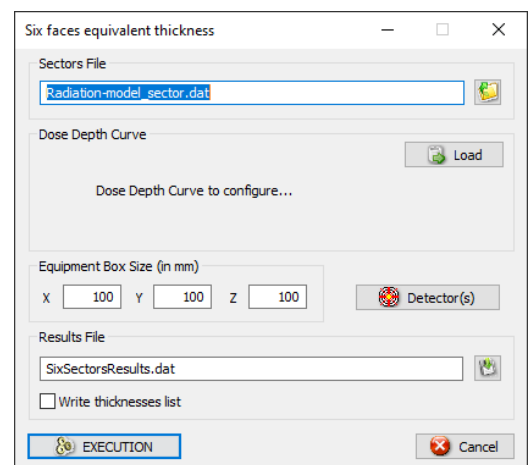 Six faces equivalent thickness
Sectors File
Radiation-model_sector.dat
Dose Depth Curve
Load
Dose Depth Curve to configure...
Equipment Box Size (in mm)
X 100 Y 100 Z 100
Detector(s)
Results File
SixSectorsResults.dat
Write thicknesses list
EXECUTION
Cancel